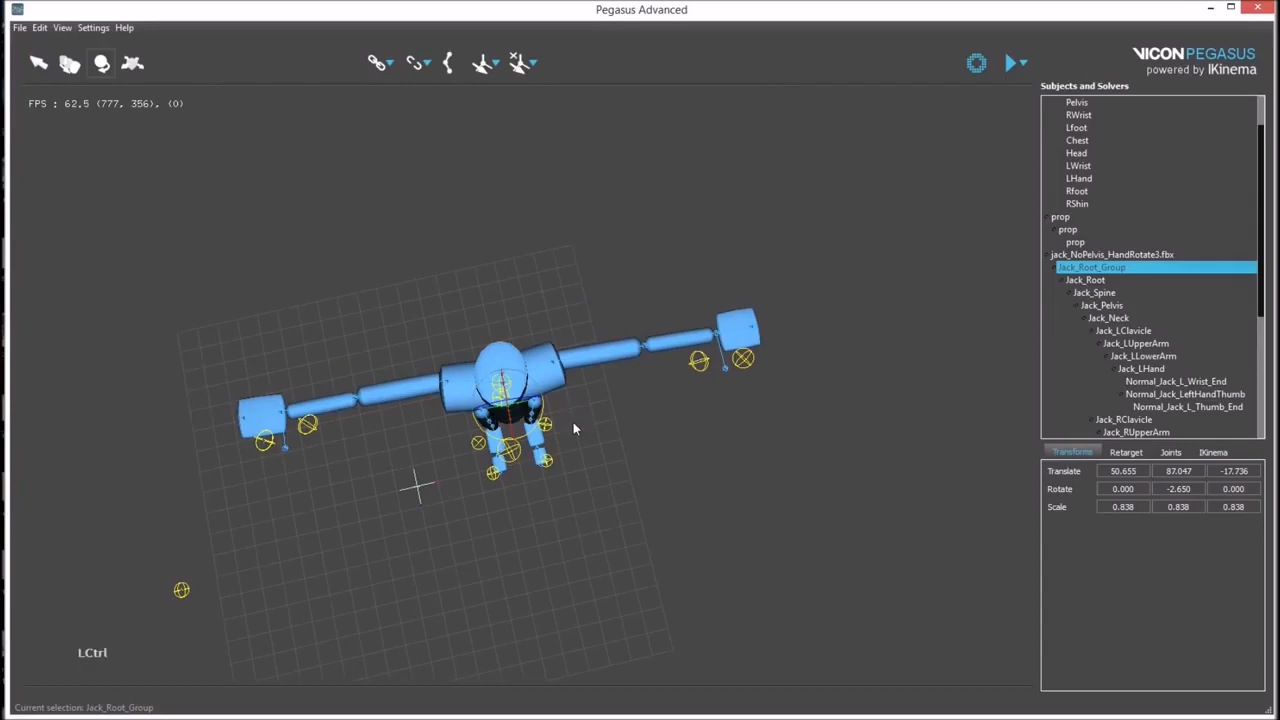 Pegasus Advanced
File Edit View Settings Help
VICON PEGASUS
powered by IKinema
Subjects and Solvers
FPS : 62.5 (777, 356), (0)
Pelvis
RWrist
Lfoot
Chest
Head
LWrist
LHand
Rfoot
RShin
prop
prop
prop
jack_NoPelvis_HandRotate3.fbx
Jack_Root_Group
Jack_Root
Jack_Spine
Jack_Pelvis
Jack_Neck
Jack_LClavicle
Jack_LUpperArm
Jack_LLowerArm
Jack_LHand
Normal_Jack_L_Wrist_End
Normal_Jack_LeftHandThumb
Normal_Jack_L_Thumb_End
Jack_RClavicle
Jack_RUpperArm
Transforms Retarget Joints IKinema
Translate 50.655 87.047 -17.736
Rotate 0.000 -2.650 0.000
Scale 0.838 0.838 0.838
LCtrl
Current selection: Jack_Root_Group